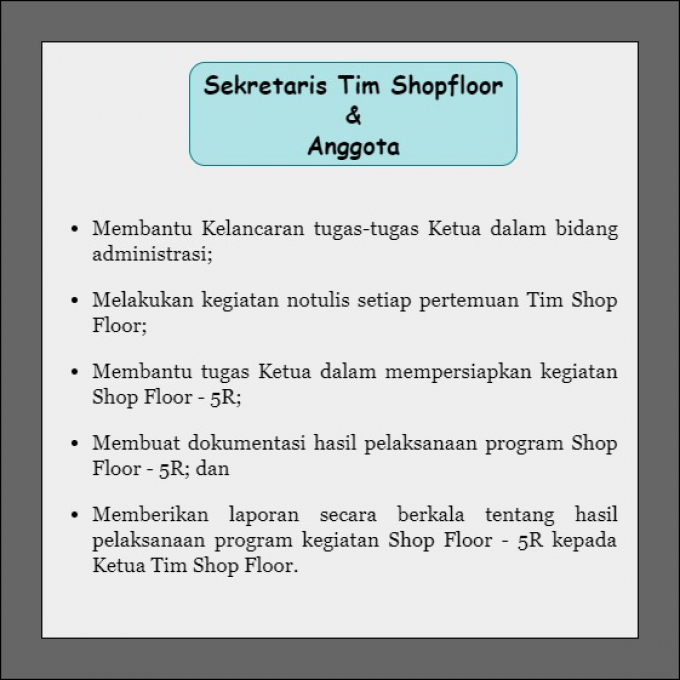 Sekretaris Tim Shopfloor
&
Anggota
• Membantu Kelancaran tugas-tugas Ketua dalam bidang
administrasi;
• Melakukan kegiatan notulis setiap pertemuan Tim Shop
Floor;
• Membantu tugas Ketua dalam mempersiapkan kegiatan
Shop Floor - 5R;
• Membuat dokumentasi hasil pelaksanaan program Shop
Floor - 5R; dan
• Memberikan laporan secara berkala tentang hasil
pelaksanaan program kegiatan Shop Floor - 5R kepada
Ketua Tim Shop Floor.